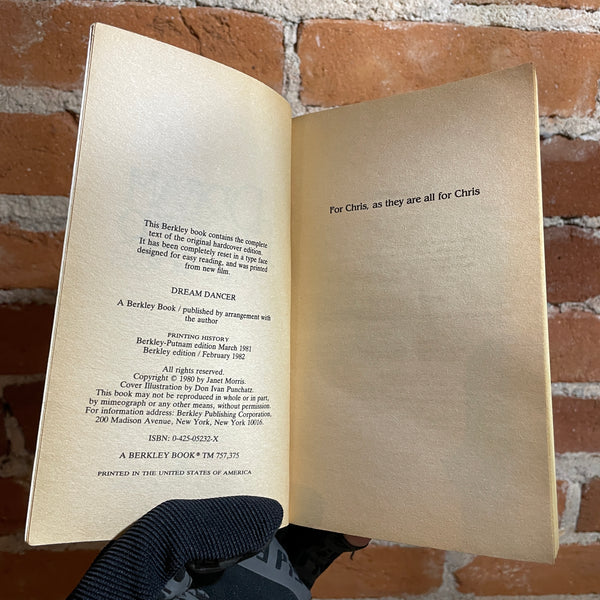 This Berkley book contains the complete
text of the original hardcover edition.
It has been completely reset in a type face
designed for easy reading, and was printed
from new film.
DREAM DANCER
A Berkley Book / published by arrangement with
the author
PRINTING HISTORY
Berkley-Putnam edition March 1981
Berkley edition / February 1982
All rights reserved.
Copyright © 1980 by Janet Morris.
Cover Illustration by Don Ivan Punchatz.
This book may not be reproduced in whole or in part,
by mimeograph or any other means, without permission.
For information address: Berkley Publishing Corporation,
200 Madison Avenue, New York, New York 10016.
ISBN: 0-425-05232-X
A BERKLEY BOOK® TM 757,375
PRINTED IN THE UNITED STATES OF AMERICA
For Chris, as they are all for Chris